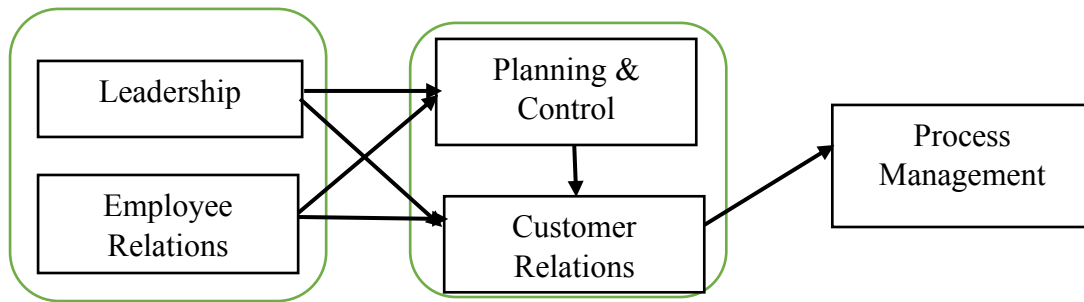 Leadership
Employee
Relations
Planning &
Control
Customer
Relations
Process
Management